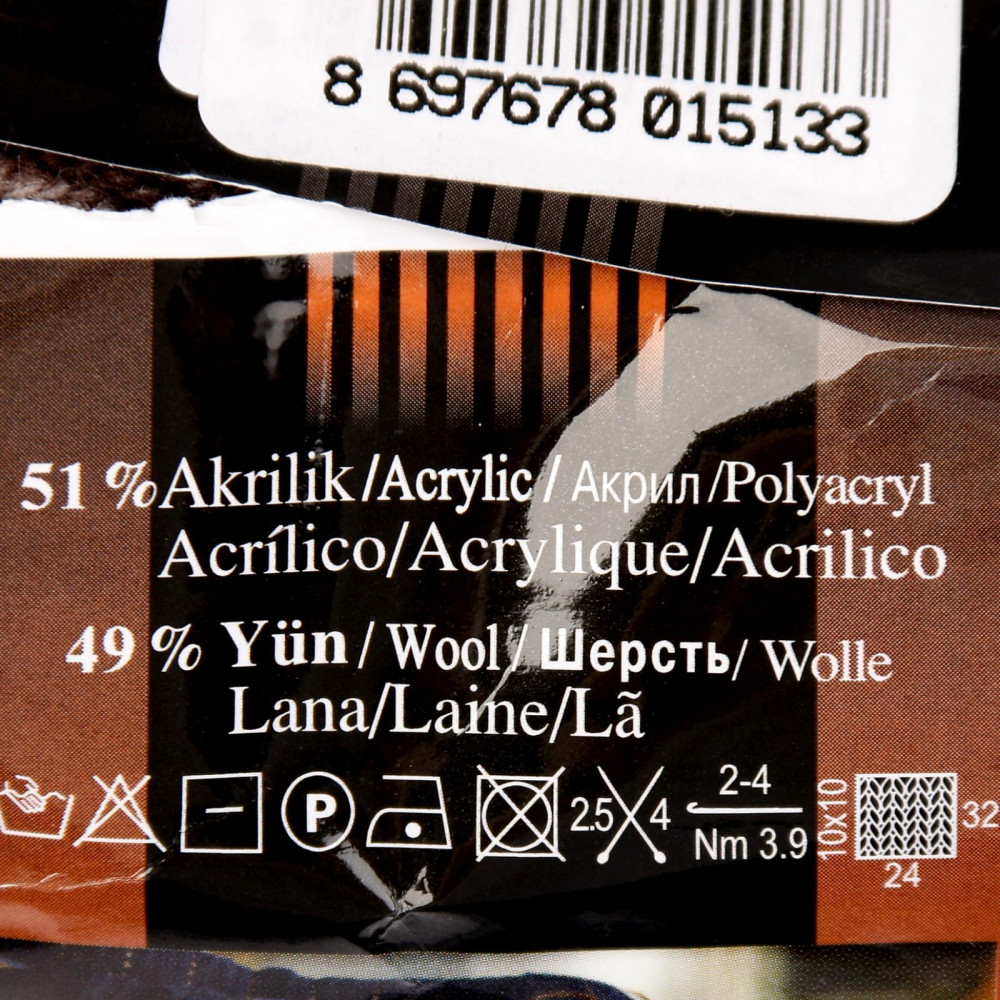 8 697678 015133
51 % Akrilik / Acrylic / Акрил / Polyacryl
Acrílico/Acrylique/Acrilico
49 % Yün / Wool / Шерсть / Wolle
Lana/Laine/Lã
P 2.5 4 2-4 Nm 3.9 10x10 32 24